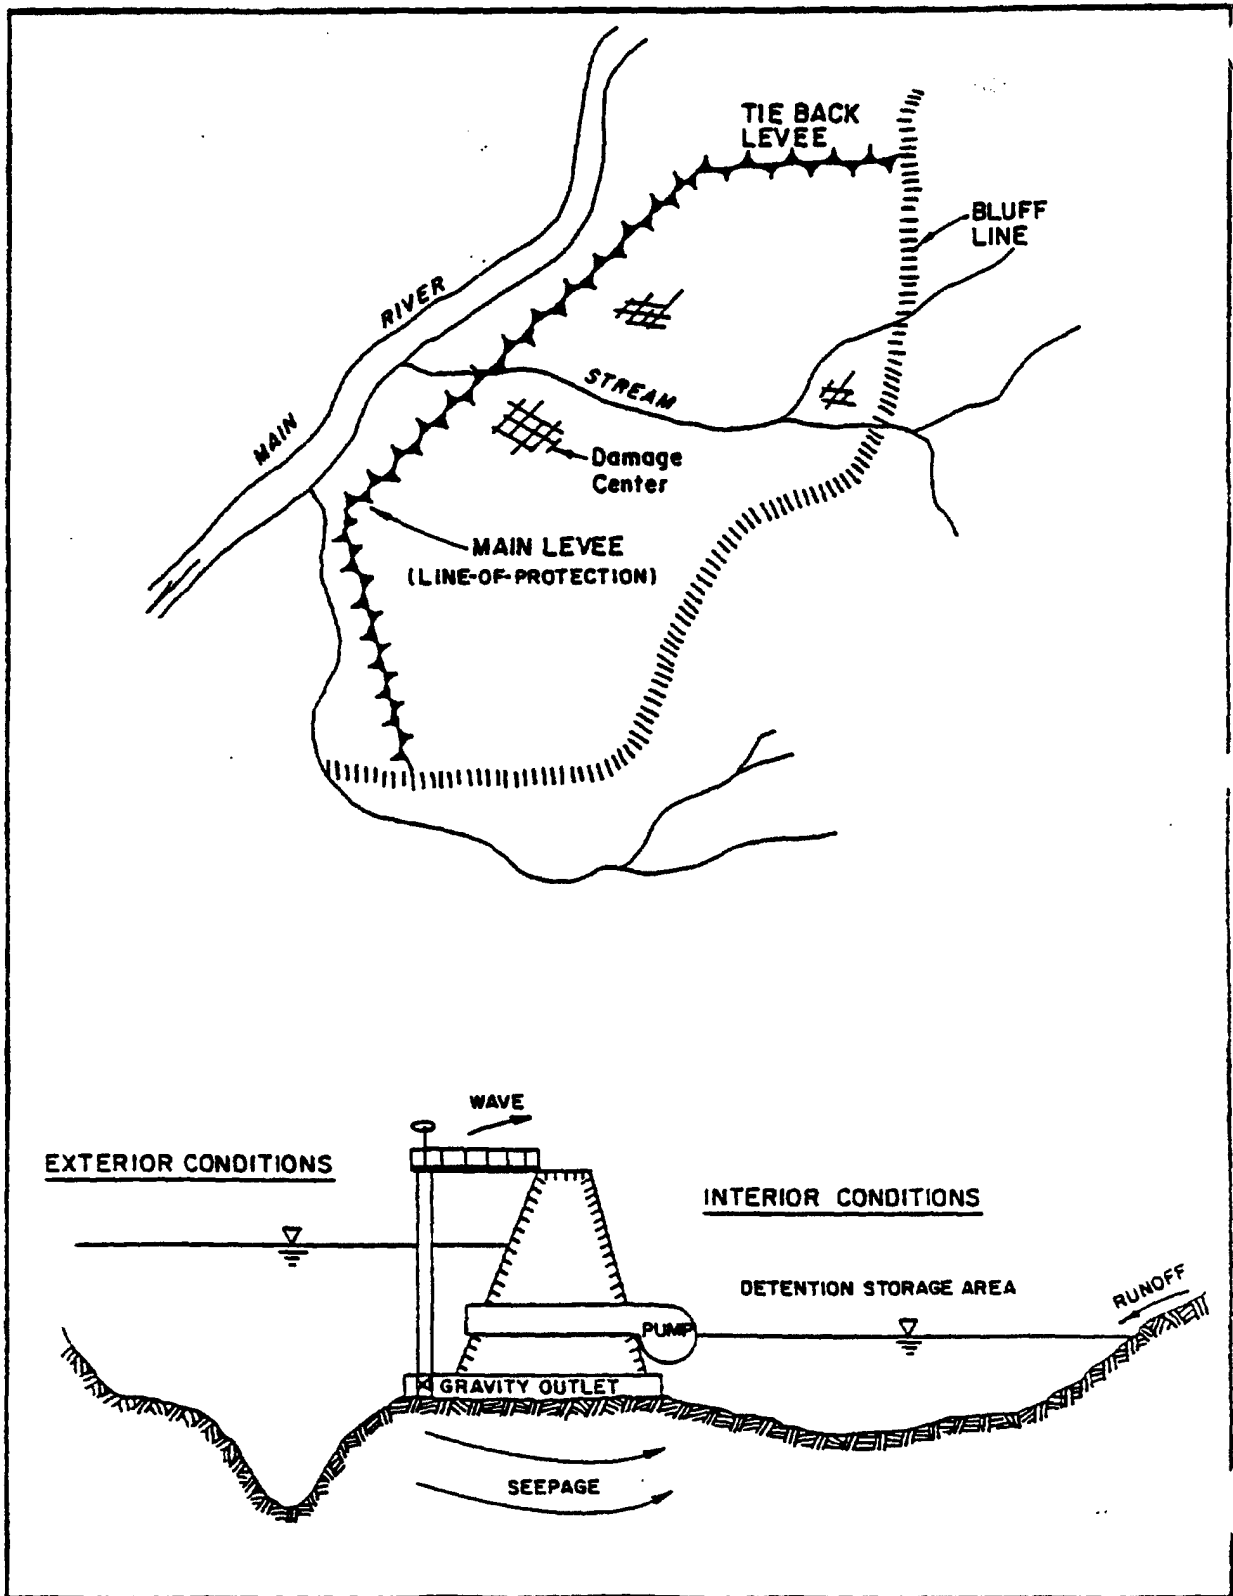 TIE BACK
LEVEE
BLUFF
LINE
MAIN RIVER
STREAM
Damage
Center
MAIN LEVEE
(LINE-OF-PROTECTION)
WAVE
EXTERIOR CONDITIONS
INTERIOR CONDITIONS
DETENTION STORAGE AREA
RUNOFF
PUMP
GRAVITY OUTLET
SEEPAGE